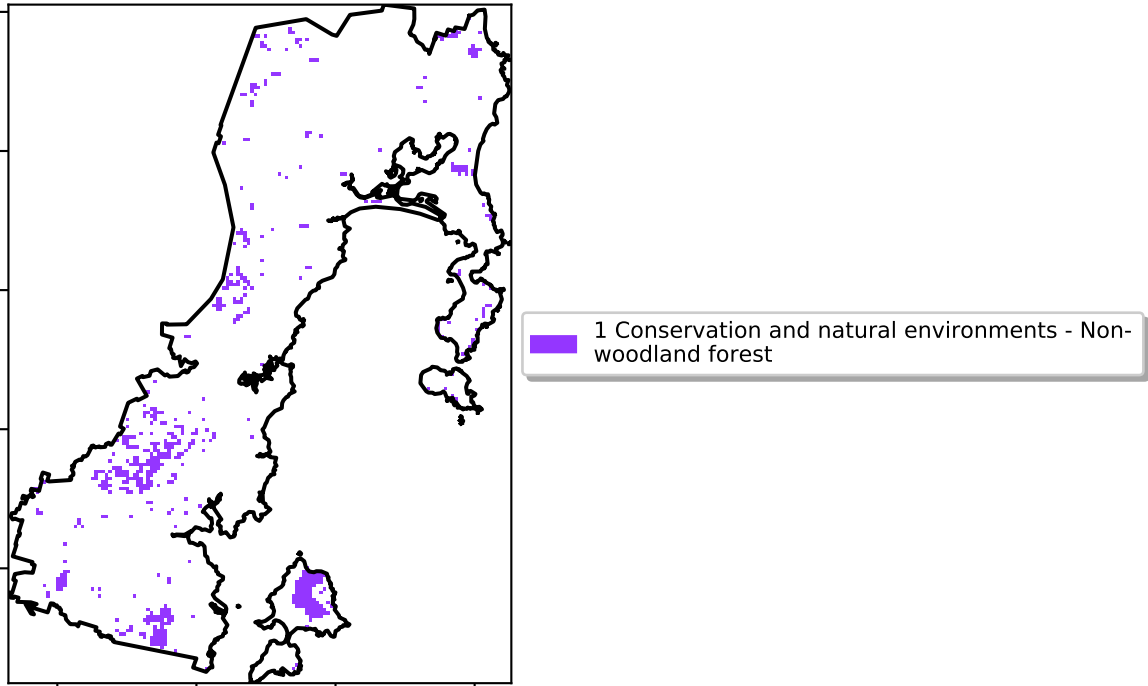 1 Conservation and natural environments - Non-
woodland forest